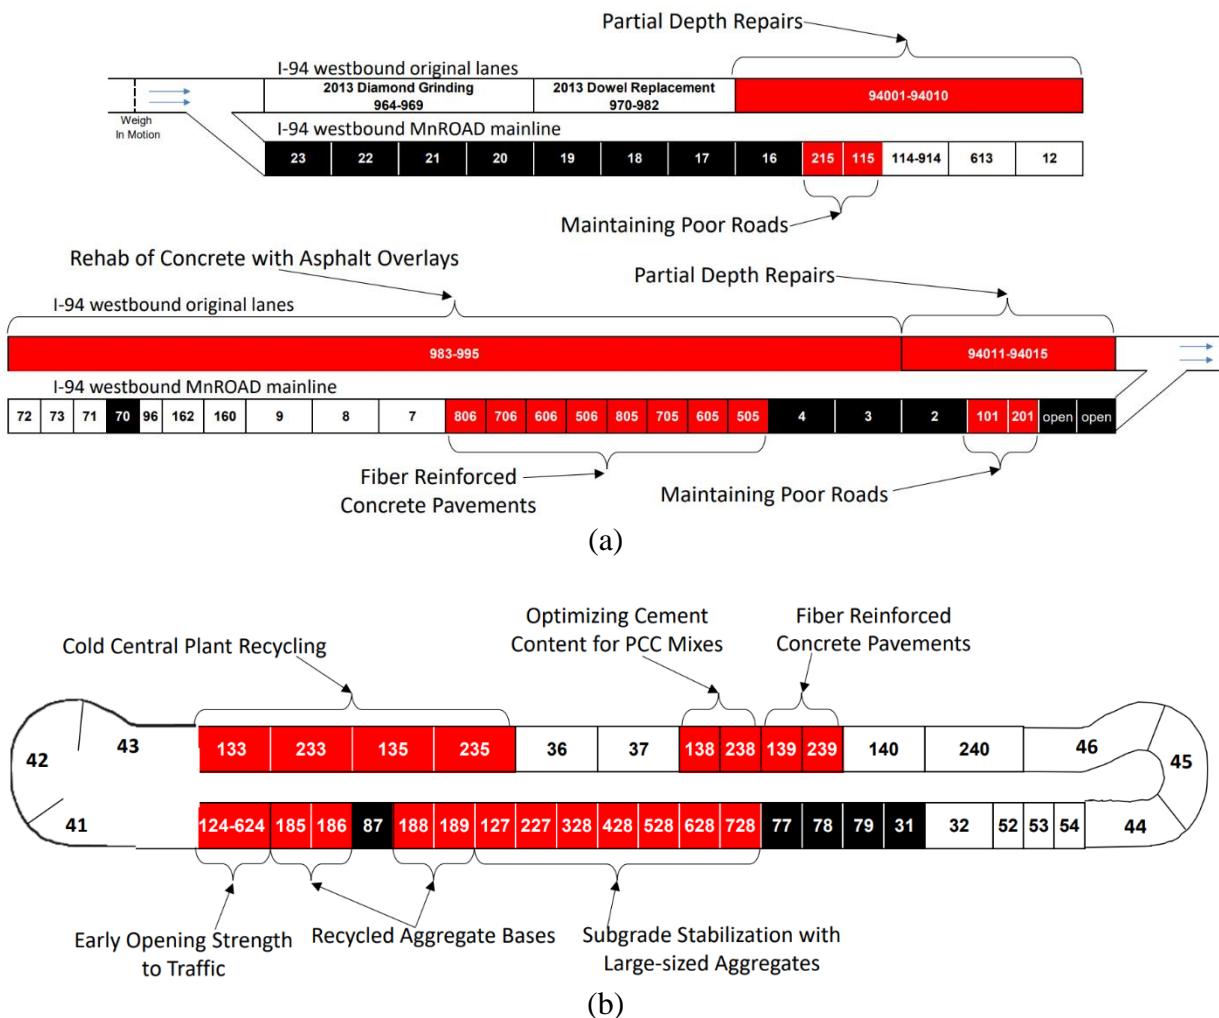 Partial Depth Repairs
I-94 westbound original lanes
2013 Diamond Grinding
964-969
2013 Dowel Replacement
970-982
94001-94010
Weigh
In Motion
I-94 westbound MnROAD mainline
23 22 21 20 19 18 17 16 215 115 114-914 613 12
Maintaining Poor Roads
Rehab of Concrete with Asphalt Overlays
Partial Depth Repairs
I-94 westbound original lanes
983-995 94011-94015
I-94 westbound MnROAD mainline
72 73 71 70 96 162 160 9 8 7 806 706 606 506 805 705 605 505 4 3 2 101 201 open open
Fiber Reinforced
Concrete Pavements
Maintaining Poor Roads
(a)
Cold Central Plant Recycling
Optimizing Cement
Content for PCC Mixes
Fiber Reinforced
Concrete Pavements
42 43 133 233 135 235 36 37 138 238 139 239 140 240 46 45
41 124-624 185 186 87 188 189 127 227 328 428 528 628 728 77 78 79 31 32 52 53 54 44
Early Opening Strength
to Traffic
Recycled Aggregate Bases
Subgrade Stabilization with
Large-sized Aggregates
(b)